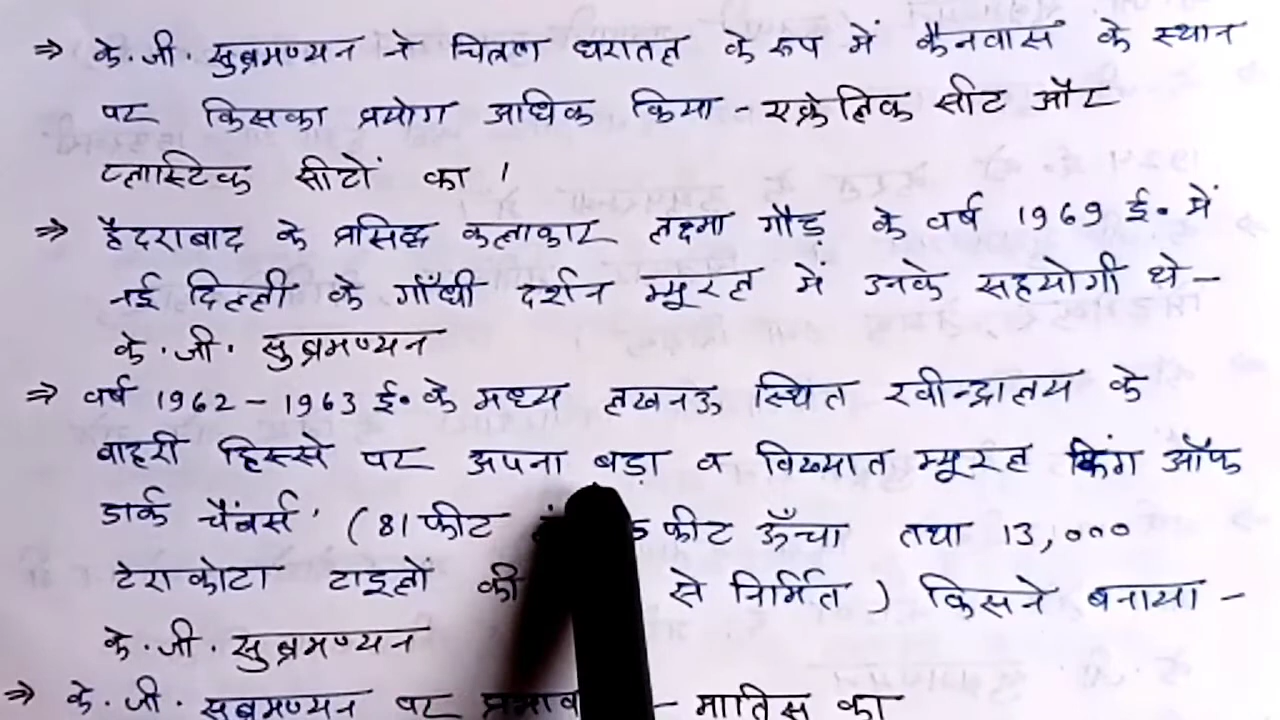 ⇒ के. जी. सुब्रमण्यन ने चित्रण धरातल के रूप में कैनवास के स्थान
पर किसका प्रयोग अधिक किया - एक्रेलिक सीट और
प्लास्टिक सीटों का।
⇒ हैदराबाद के प्रसिद्ध कलाकार लक्ष्मा गौड़ के वर्ष 1969 ई॰ में
नई दिल्ली के गाँधी दर्शन म्यूरल में उनके सहयोगी थे -
के. जी. सुब्रमण्यन
⇒ वर्ष 1962 - 1963 ई॰ के मध्य लखनऊ स्थित रवीन्द्रालय के
बाहरी हिस्से पर अपना बड़ा व विख्यात म्यूरल किंग ऑफ
डार्क चैंबर्स' (81 फीट फीट ऊँचा तथा 13,000
टेराकोटा टाइलों की से निर्मित) किसने बनाया -
के. जी. सुब्रमण्यन
⇒ के. जी. सुब्रमण्यन पर प्रभाव - मातिस का